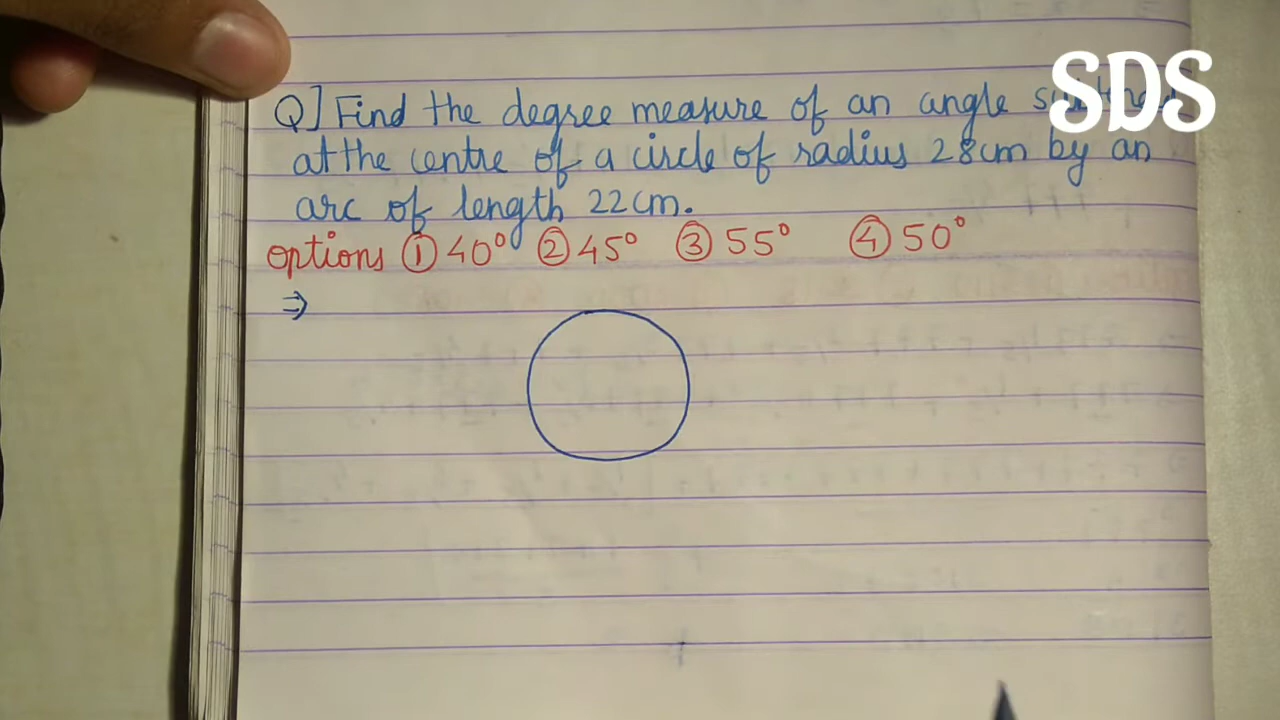 SDS
Q] Find the degree measure of an angle
at the centre of a circle of radius 28cm by an
arc of length 22cm.
options ① 40° ② 45° ③ 55° ④ 50°
⇒